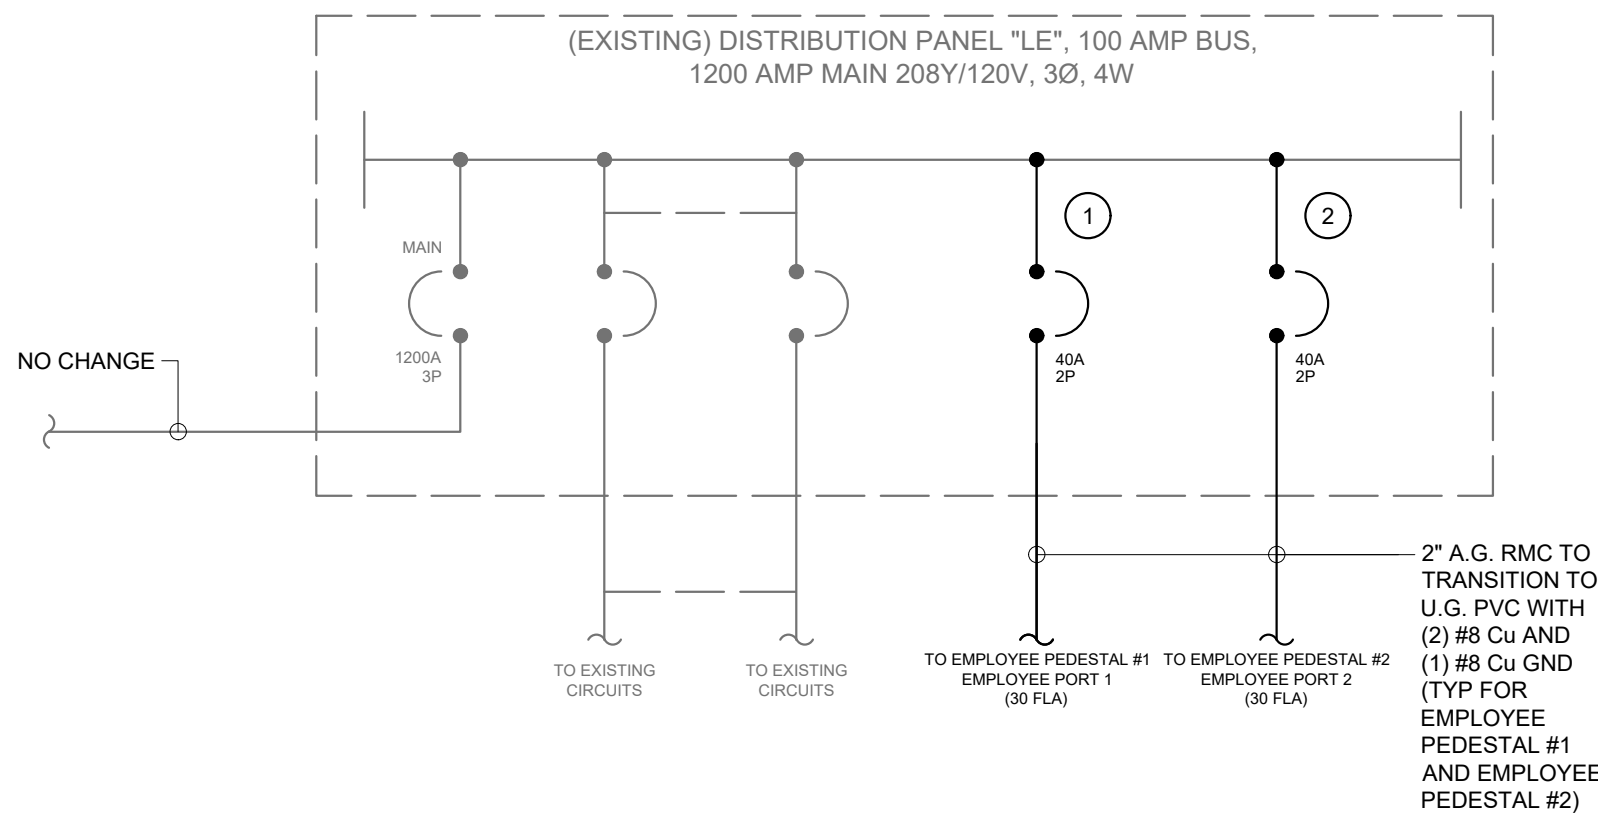 (EXISTING) DISTRIBUTION PANEL "LE", 100 AMP BUS,
1200 AMP MAIN 208Y/120V, 3Ø, 4W
1
2
MAIN
1200A
3P
40A
2P
40A
2P
NO CHANGE
TO EXISTING
CIRCUITS
TO EXISTING
CIRCUITS
TO EMPLOYEE PEDESTAL #1
EMPLOYEE PORT 1
(30 FLA)
TO EMPLOYEE PEDESTAL #2
EMPLOYEE PORT 2
(30 FLA)
2" A.G. RMC TO
TRANSITION TO
U.G. PVC WITH
(2) #8 Cu AND
(1) #8 Cu GND
(TYP FOR
EMPLOYEE
PEDESTAL #1
AND EMPLOYEE
PEDESTAL #2)